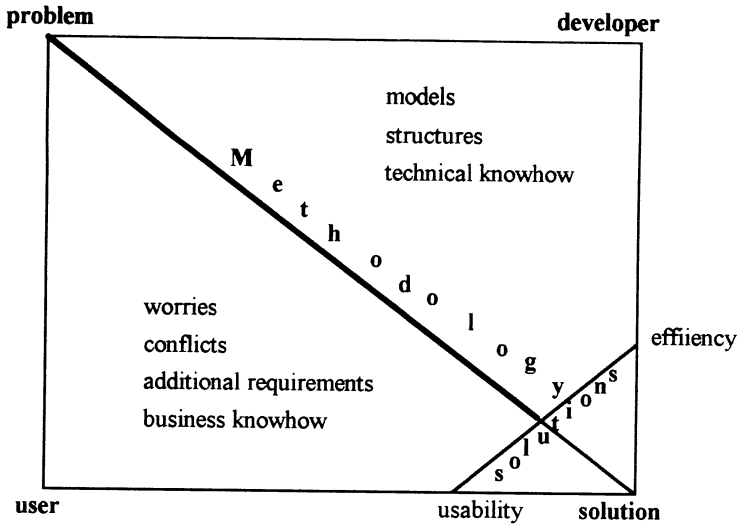 problem
developer
models
structures
technical knowhow
Methodology
worries
conflicts
additional requirements
business knowhow
effiiency
solutions
user
usability
solution